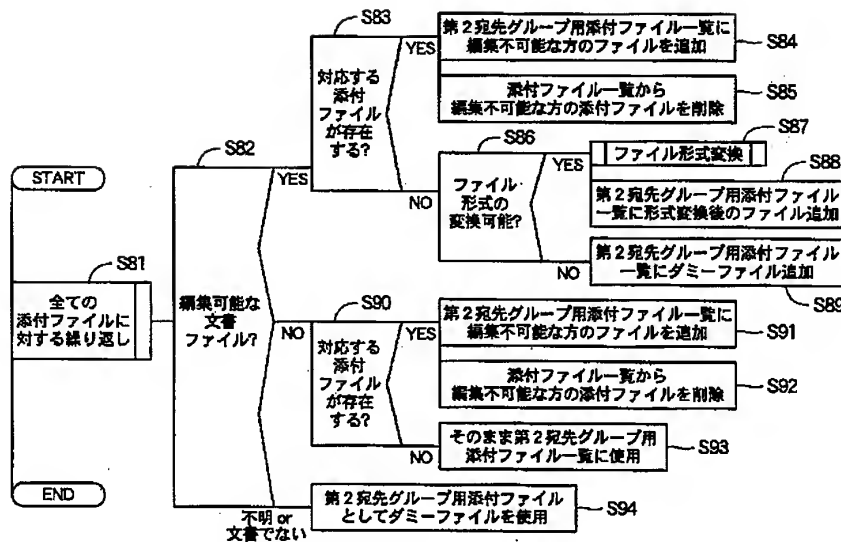 START
S81
全ての
添付ファイルに
対する繰り返し
END
S82
編集可能な
文書
ファイル?
YES
NO
不明 or
文書でない
S83
対応する
添付
ファイル
が存在
する?
YES
NO
第2宛先グループ用添付ファイル一覧に
編集不可能な方のファイルを追加
S84
添付ファイル一覧から
編集不可能な方の添付ファイルを削除
S85
S86
ファイル
形式の
変換可能?
YES
NO
S87
ファイル形式変換
S88
第2宛先グループ用添付ファイル
一覧に形式変換後のファイル追加
第2宛先グループ用添付ファイル
一覧にダミーファイル追加
S89
S90
対応する
添付
ファイル
が存在
する?
YES
NO
第2宛先グループ用添付ファイル一覧に
編集不可能な方のファイルを追加
S91
添付ファイル一覧から
編集不可能な方の添付ファイルを削除
S92
そのまま第2宛先グループ用
添付ファイル一覧に使用
S93
第2宛先グループ用添付ファイル
としてダミーファイルを使用
S94